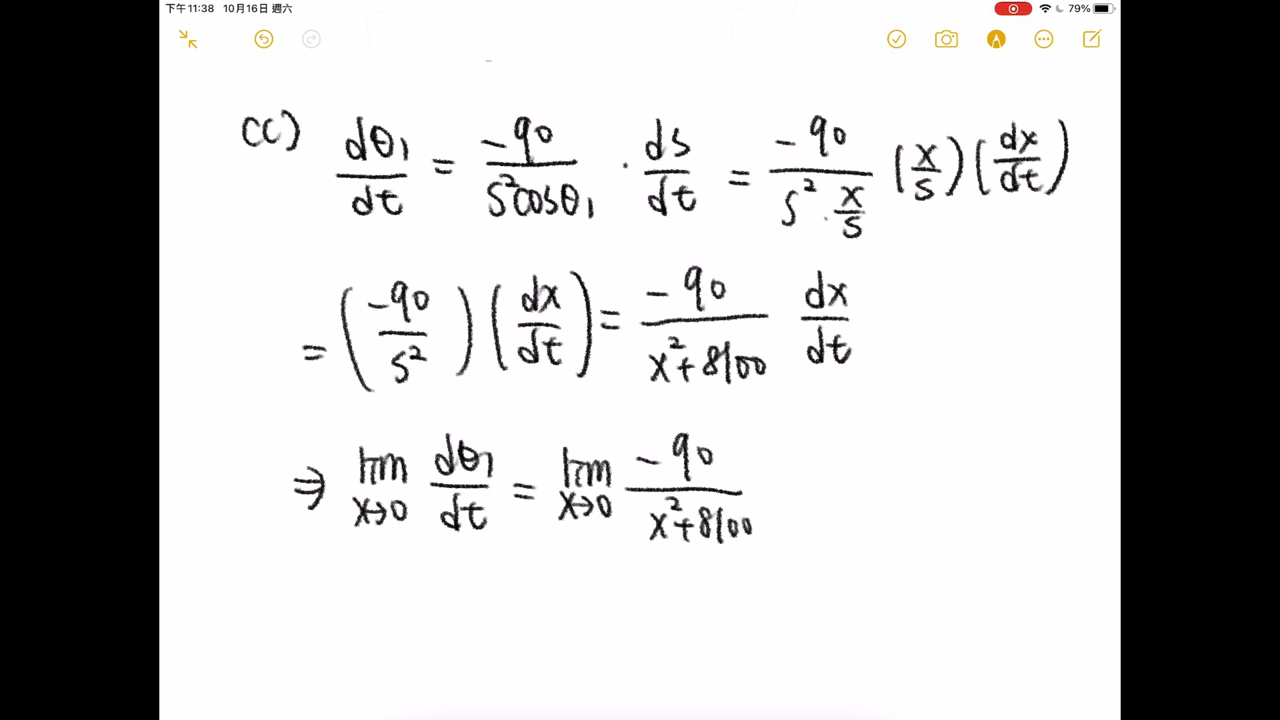 下午11:38 10月16日 週六 79%
(c) dθ₁/dt = -90/(s²cosθ₁) · ds/dt = -90/(s² · x/s) (x/s)(dx/dt)
= (-90/s²)(dx/dt) = -90/(x²+8100) dx/dt
⇒ lim x→0 dθ₁/dt = lim x→0 -90/(x²+8100)